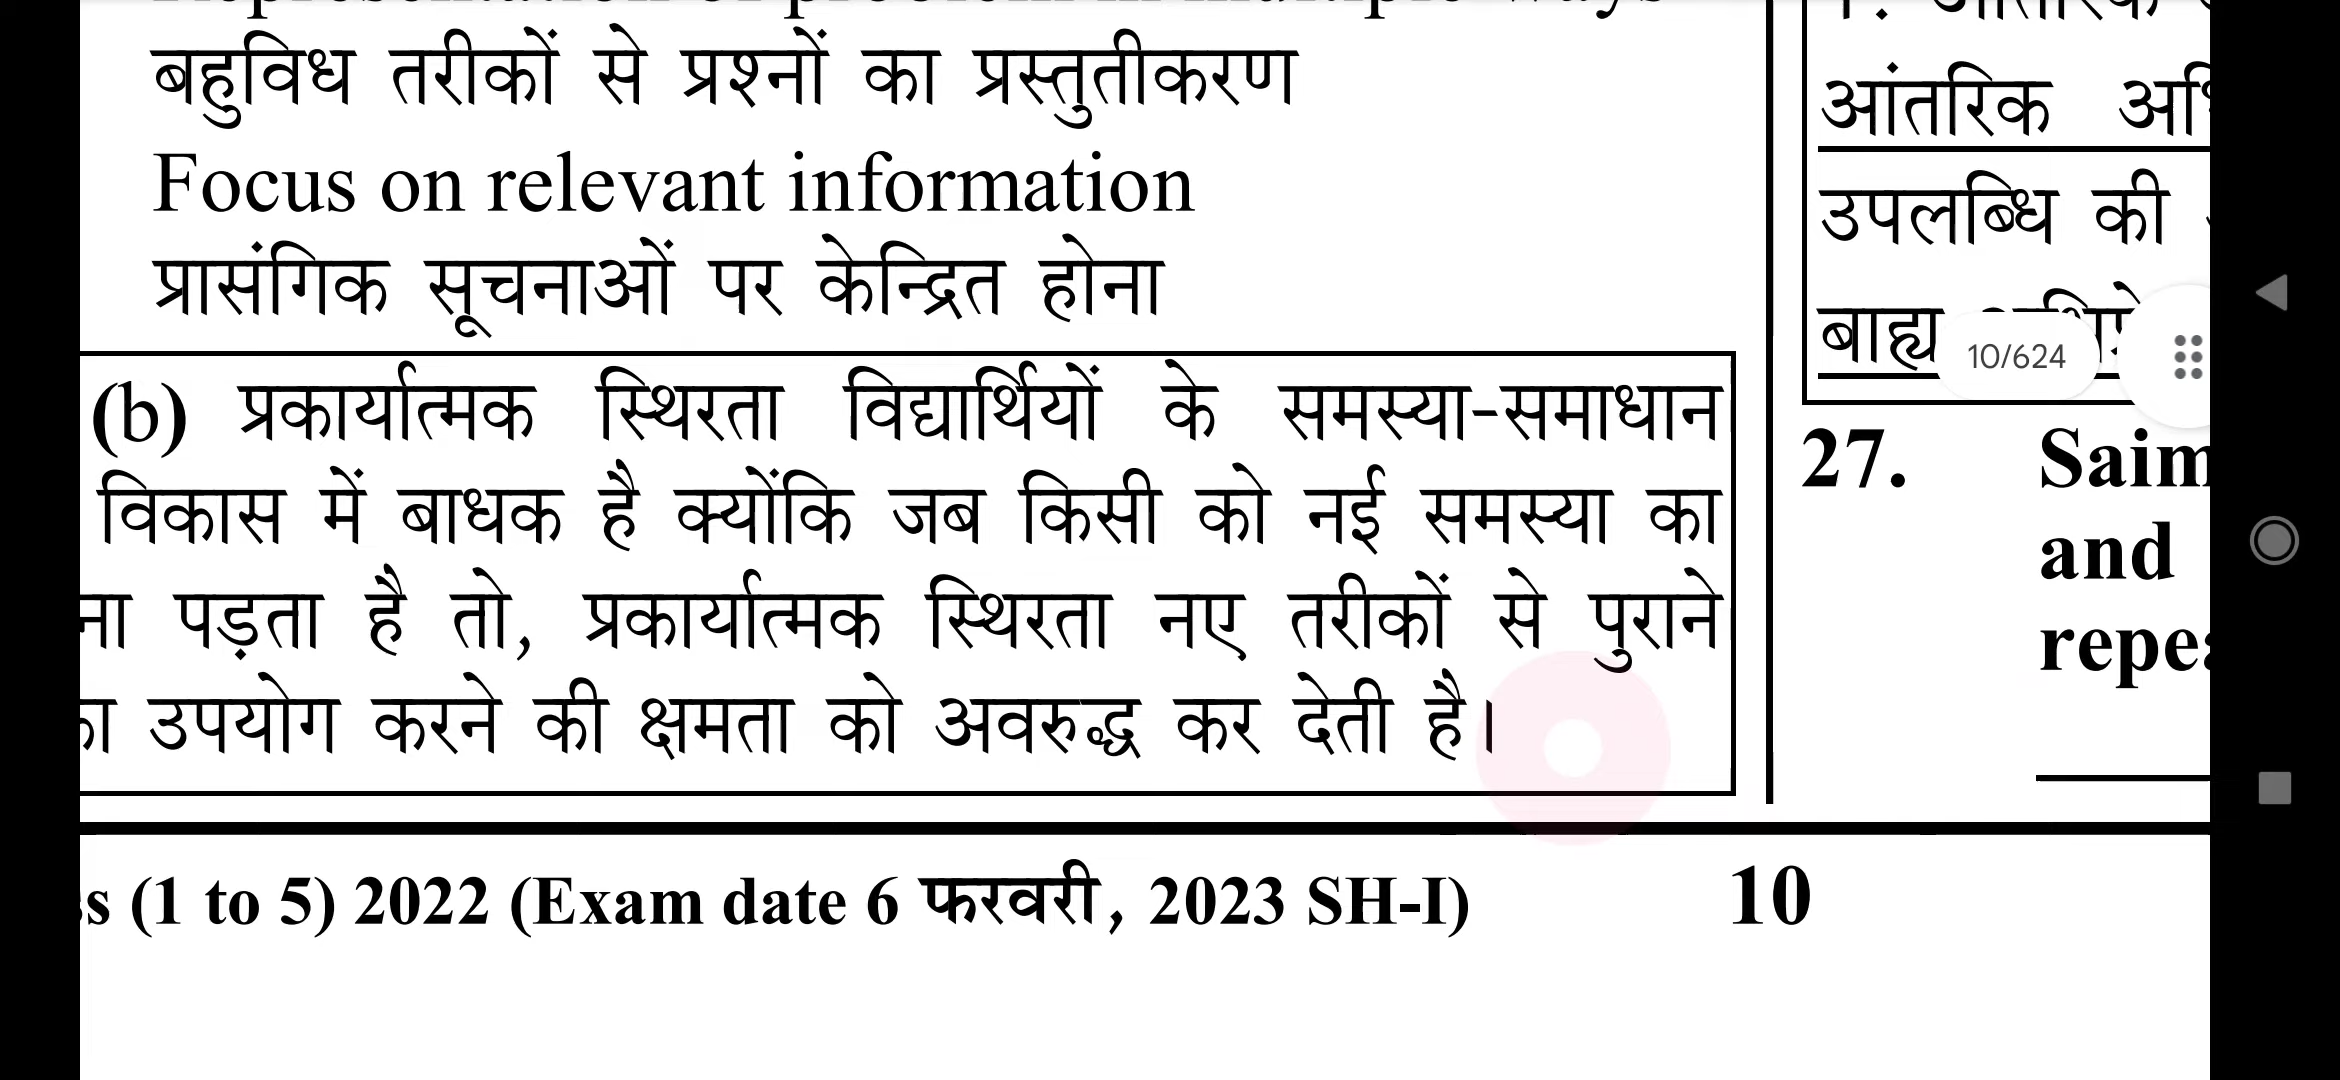 बहुविध तरीकों से प्रश्नों का प्रस्तुतीकरण
Focus on relevant information
प्रासंगिक सूचनाओं पर केन्द्रित होना
(b) प्रकार्यात्मक स्थिरता विद्यार्थियों के समस्या-समाधान
विकास में बाधक है क्योंकि जब किसी को नई समस्या का
पड़ता है तो, प्रकार्यात्मक स्थिरता नए तरीकों से पुराने
उपयोग करने की क्षमता को अवरुद्ध कर देती है।
(1 to 5) 2022 (Exam date 6 फरवरी, 2023 SH-I)
10
आंतरिक
उपलब्धि की
बाह्य
10/624
27.
and